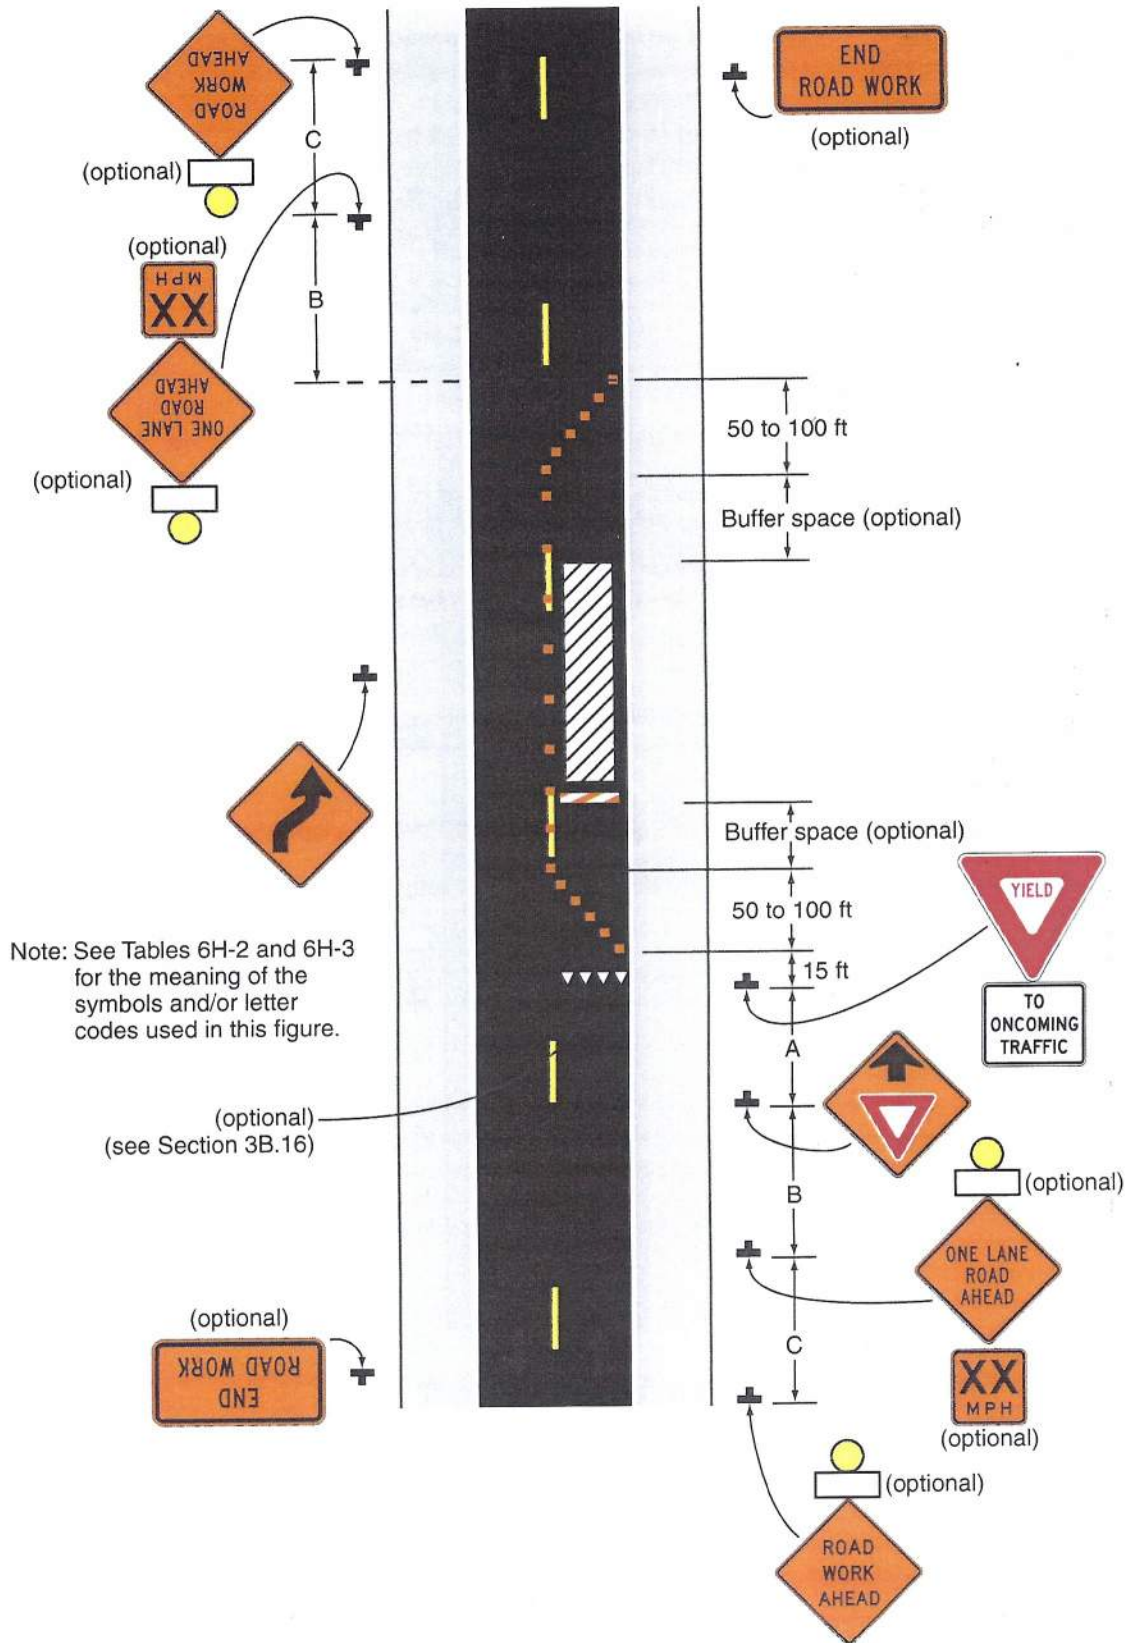 ROAD
WORK
AHEAD
(optional)
C
END
ROAD WORK
(optional)
(optional)
XX
MPH
B
ONE LANE
ROAD
AHEAD
(optional)
50 to 100 ft
Buffer space (optional)
Buffer space (optional)
50 to 100 ft
YIELD
TO
ONCOMING
TRAFFIC
15 ft
Note: See Tables 6H-2 and 6H-3
for the meaning of the
symbols and/or letter
codes used in this figure.
A
(optional)
(see Section 3B.16)
B
(optional)
ONE LANE
ROAD
AHEAD
XX
MPH
(optional)
C
(optional)
END
ROAD WORK
(optional)
ROAD
WORK
AHEAD